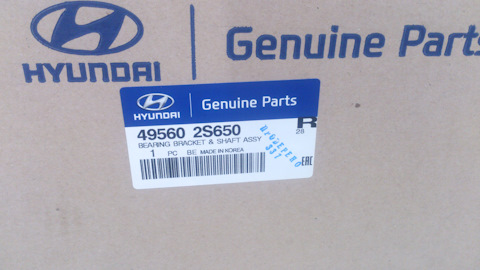 HYUNDAI
Genuine Parts
HYUNDAI
Genuine Parts
49560 2S650
BEARING BRACKET & SHAFT ASSY
1 PC BE MADE IN KOREA
R
28
EAC